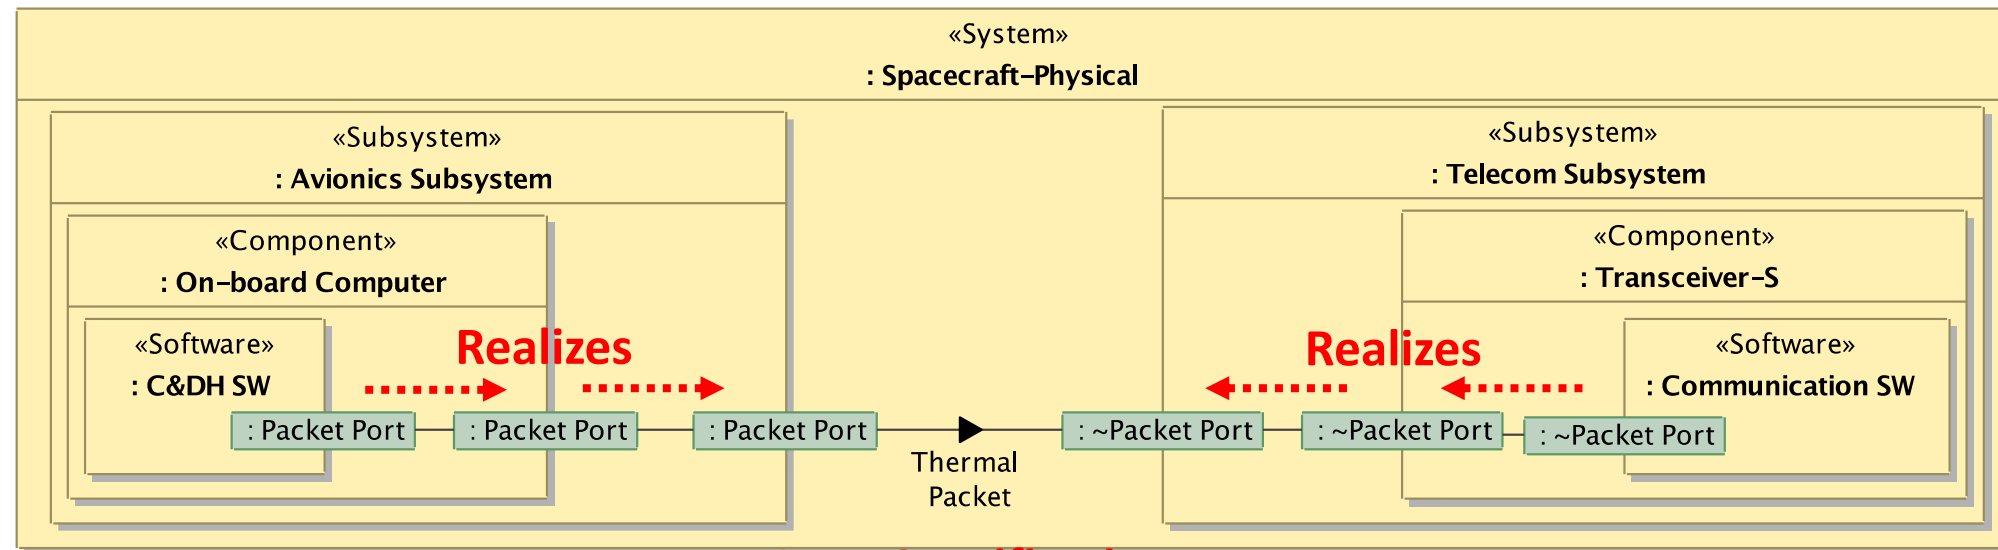 «System»
: Spacecraft-Physical
«Subsystem»
: Avionics Subsystem
«Component»
: On-board Computer
«Software»
: C&DH SW
Realizes
: Packet Port
: Packet Port
: Packet Port
Thermal
Packet
«Subsystem»
: Telecom Subsystem
«Component»
: Transceiver-S
«Software»
: Communication SW
Realizes
: ~Packet Port
: ~Packet Port
: ~Packet Port